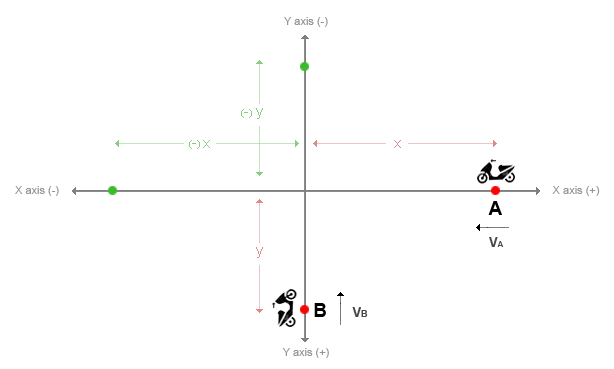 Y axis (-)
(-) y
(-) x
x
X axis (-)
X axis (+)
A
VA
y
B
VB
Y axis (+)